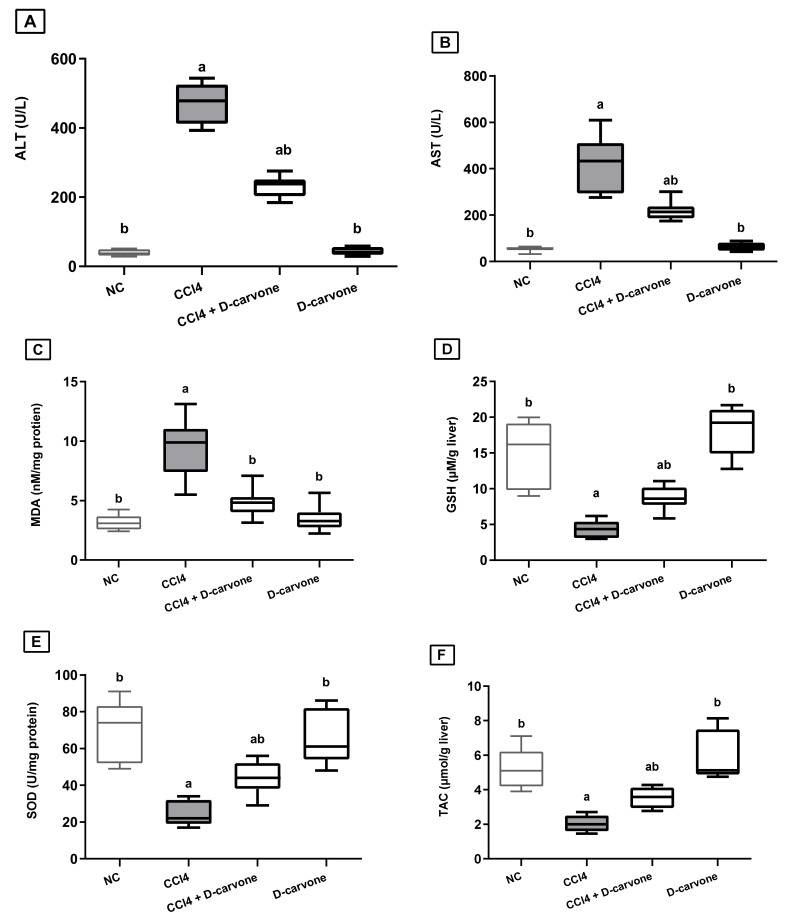 A
ALT (U/L)
600
400
200
0
b
a
ab
b
NC
CCl4
CCl4 + D-carvone
D-carvone
B
AST (U/L)
800
600
400
200
0
b
a
ab
b
NC
CCl4
CCl4 + D-carvone
D-carvone
C
MDA (nM/mg protien)
15
10
5
0
b
a
b
b
NC
CCl4
CCl4 + D-carvone
D-carvone
D
GSH (µM/g liver)
25
20
15
10
5
0
b
a
ab
b
NC
CCl4
CCl4 + D-carvone
D-carvone
E
SOD (U/mg protein)
100
80
60
40
20
0
b
a
ab
b
NC
CCl4
CCl4 + D-carvone
D-carvone
F
TAC (µmol/g liver)
10
8
6
4
2
0
b
a
ab
b
NC
CCl4
CCl4 + D-carvone
D-carvone